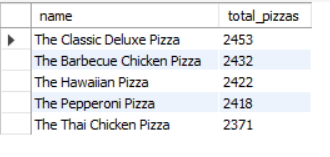 name total_pizzas
The Classic Deluxe Pizza 2453
The Barbecue Chicken Pizza 2432
The Hawaiian Pizza 2422
The Pepperoni Pizza 2418
The Thai Chicken Pizza 2371